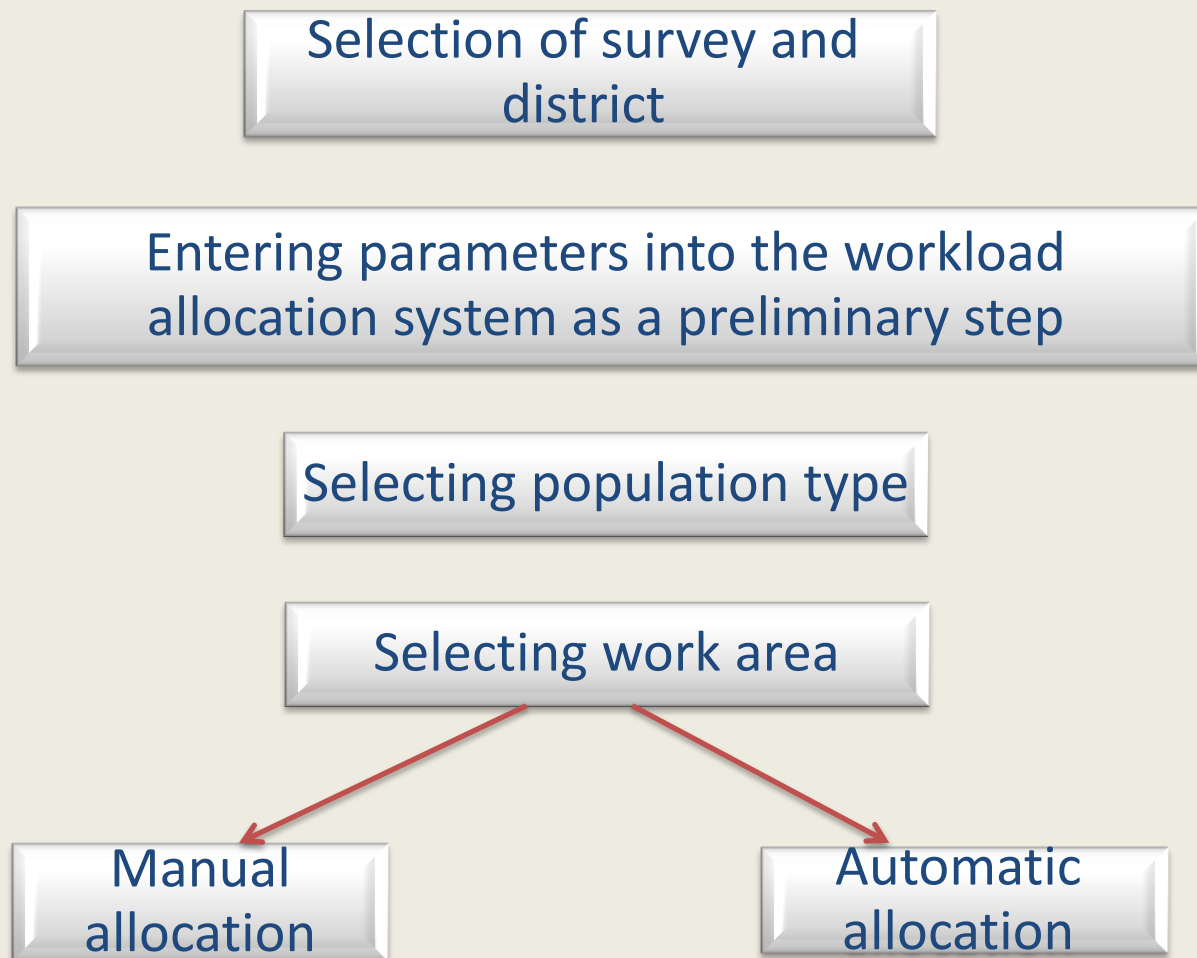 Selection of survey and
district
Entering parameters into the workload
allocation system as a preliminary step
Selecting population type
Selecting work area
Manual
allocation
Automatic
allocation